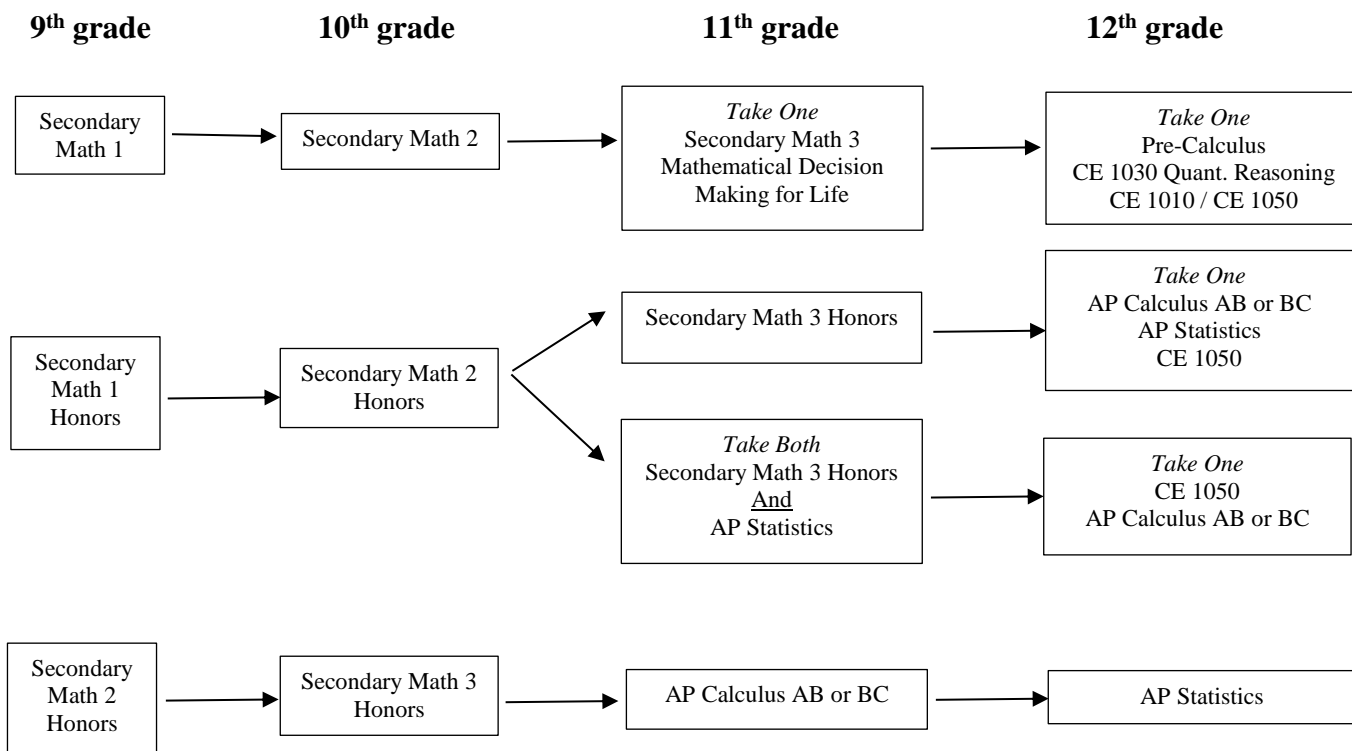 9th grade
10th grade
11th grade
12th grade
Secondary
Math 1
Secondary Math 2
Take One
Secondary Math 3
Mathematical Decision
Making for Life
Take One
Pre-Calculus
CE 1030 Quant. Reasoning
CE 1010 / CE 1050
Secondary
Math 1
Honors
Secondary Math 2
Honors
Secondary Math 3 Honors
Take One
AP Calculus AB or BC
AP Statistics
CE 1050
Take Both
Secondary Math 3 Honors
And
AP Statistics
Take One
CE 1050
AP Calculus AB or BC
Secondary
Math 2
Honors
Secondary Math 3
Honors
AP Calculus AB or BC
AP Statistics